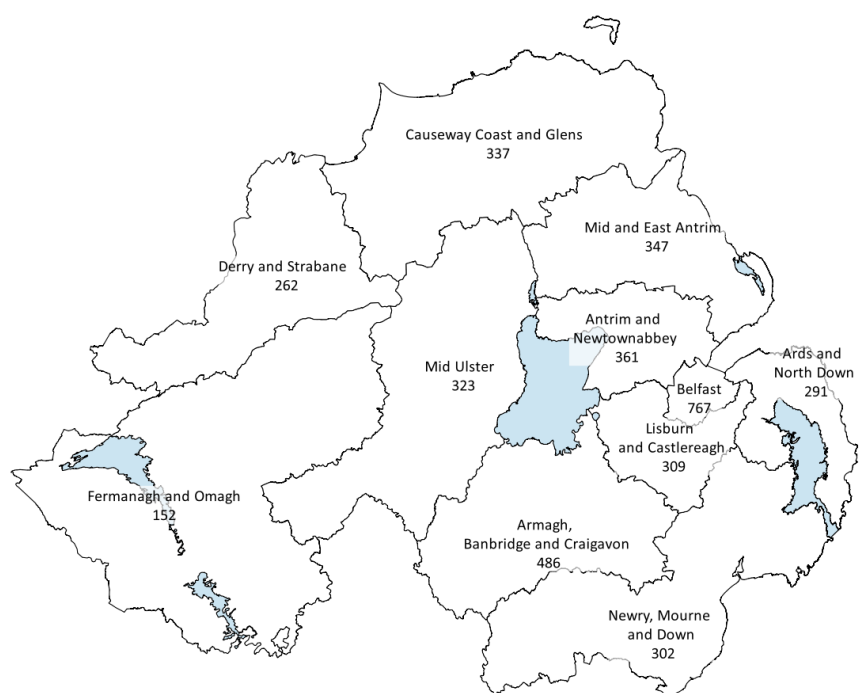 Causeway Coast and Glens
337
Mid and East Antrim
347
Derry and Strabane
262
Antrim and
Newtownabbey
361
Mid Ulster
323
Ards and
North Down
291
Belfast
767
Lisburn
and Castlereagh
309
Fermanagh and Omagh
152
Armagh,
Banbridge and Craigavon
486
Newry, Mourne
and Down
302